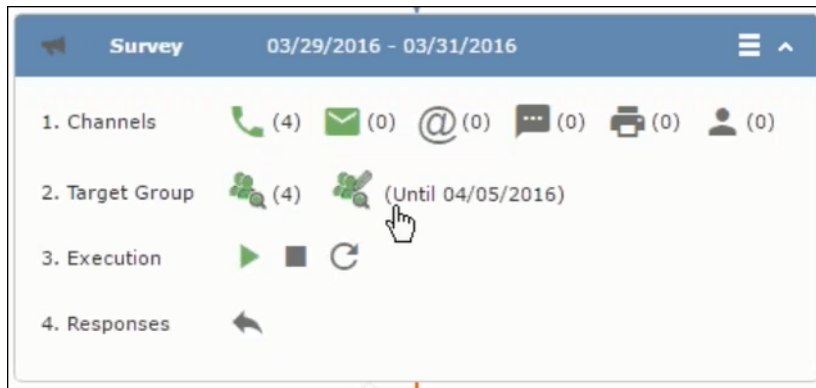 Survey 03/29/2016 - 03/31/2016
1. Channels (4) (0) @ (0) (0) (0) (0)
2. Target Group (4) (Until 04/05/2016)
3. Execution
4. Responses